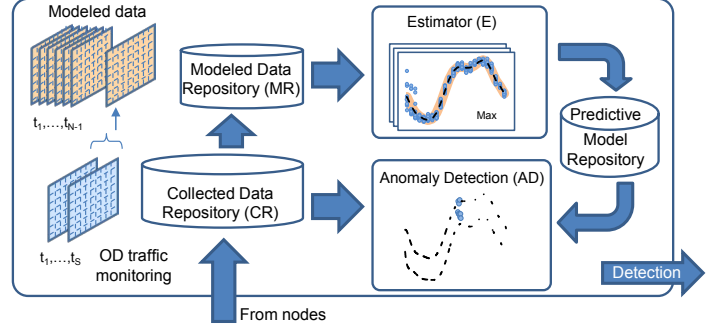 Modeled data
t1,...,tN-1
t1,...,tS
OD traffic
monitoring
Modeled Data
Repository (MR)
Collected Data
Repository (CR)
From nodes
Estimator (E)
Max
Anomaly Detection (AD)
Predictive
Model
Repository
Detection